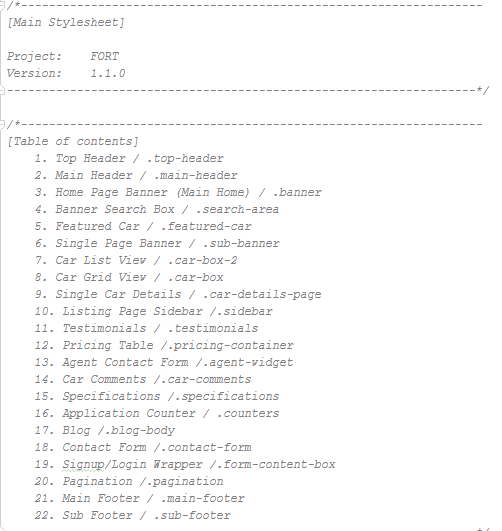 /*------------------------------------------------------------------
[Main Stylesheet]
Project:    FORT
Version:    1.1.0
-------------------------------------------------------------------*/
/*------------------------------------------------------------------
[Table of contents]
1. Top Header / .top-header
2. Main Header / .main-header
3. Home Page Banner (Main Home) / .banner
4. Banner Search Box / .search-area
5. Featured Car / .featured-car
6. Single Page Banner / .sub-banner
7. Car List View / .car-box-2
8. Car Grid View / .car-box
9. Single Car Details / .car-details-page
10. Listing Page Sidebar /.sidebar
11. Testimonials / .testimonials
12. Pricing Table /.pricing-container
13. Agent Contact Form /.agent-widget
14. Car Comments /.car-comments
15. Specifications /.specifications
16. Application Counter / .counters
17. Blog /.blog-body
18. Contact Form /.contact-form
19. Signup/Login Wrapper /.form-content-box
20. Pagination /.pagination
21. Main Footer / .main-footer
22. Sub Footer / .sub-footer